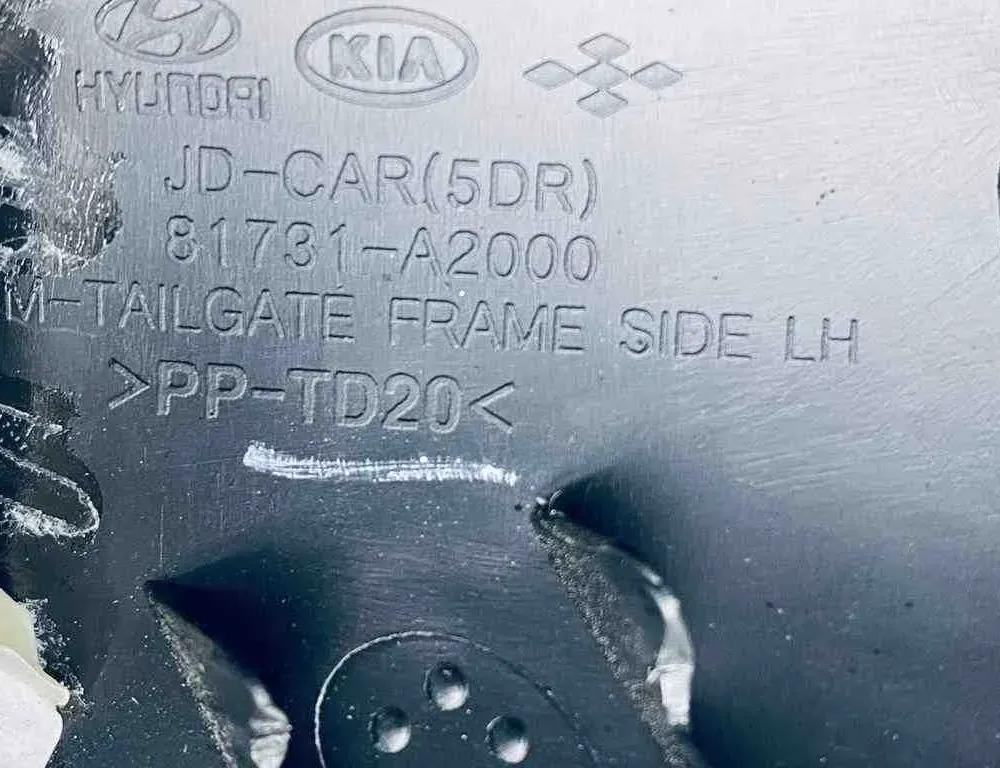 HYUNDAI KIA
JD-CAR(5DR)
81731-A2000
M-TAILGATE FRAME SIDE LH
>PP-TD20<